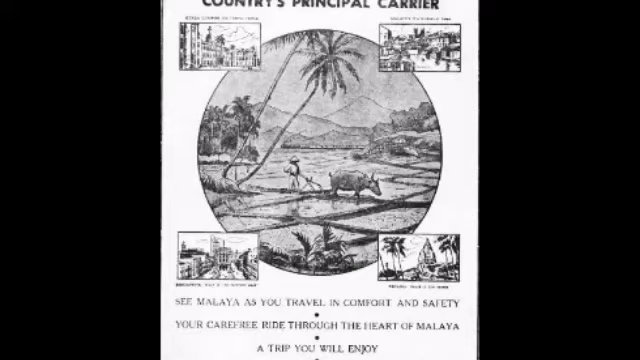 COUNTRY'S PRINCIPAL CARRIER
SEE MALAYA AS YOU TRAVEL IN COMFORT AND SAFETY
YOUR CAREFREE RIDE THROUGH THE HEART OF MALAYA
A TRIP YOU WILL ENJOY